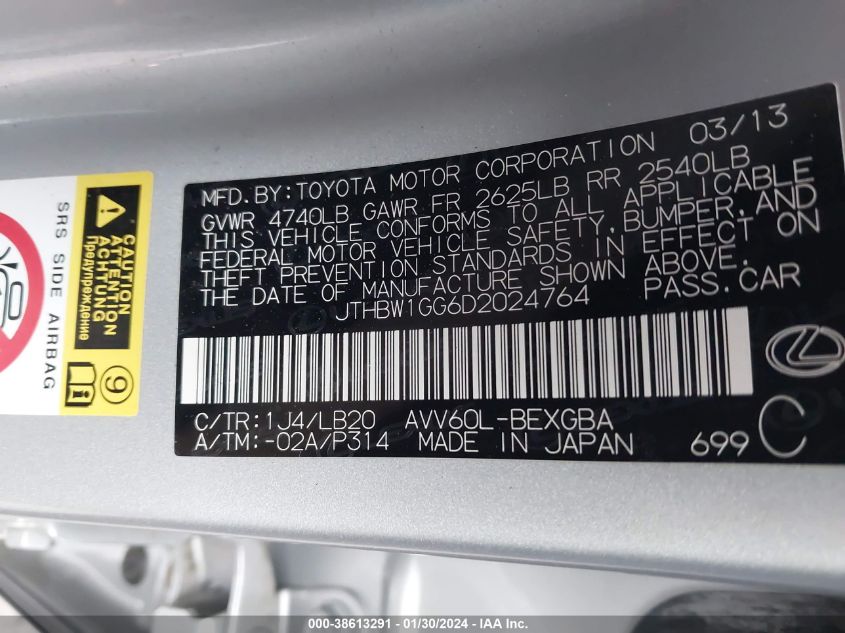 MFD.BY:TOYOTA MOTOR CORPORATION 03/13
GVWR 4740LB GAWR FR 2625LB RR 2540LB
THIS VEHICLE CONFORMS TO ALL APPLICABLE
FEDERAL MOTOR VEHICLE SAFETY,BUMPER,AND
THEFT PREVENTION STANDARDS IN EFFECT ON
THE DATE OF MANUFACTURE SHOWN ABOVE.
JTHBW1GG6D2024764 PASS.CAR
C/TR:1J4/LB20 AVV60L-BEXGBA
A/TM:-02A/P314 MADE IN JAPAN 699 C
SRS SIDE AIRBAG
CAUTION
ATTENTION
ACHTUNG
Предупреждение
9
000-38613291 - 01/30/2024 - IAA Inc.